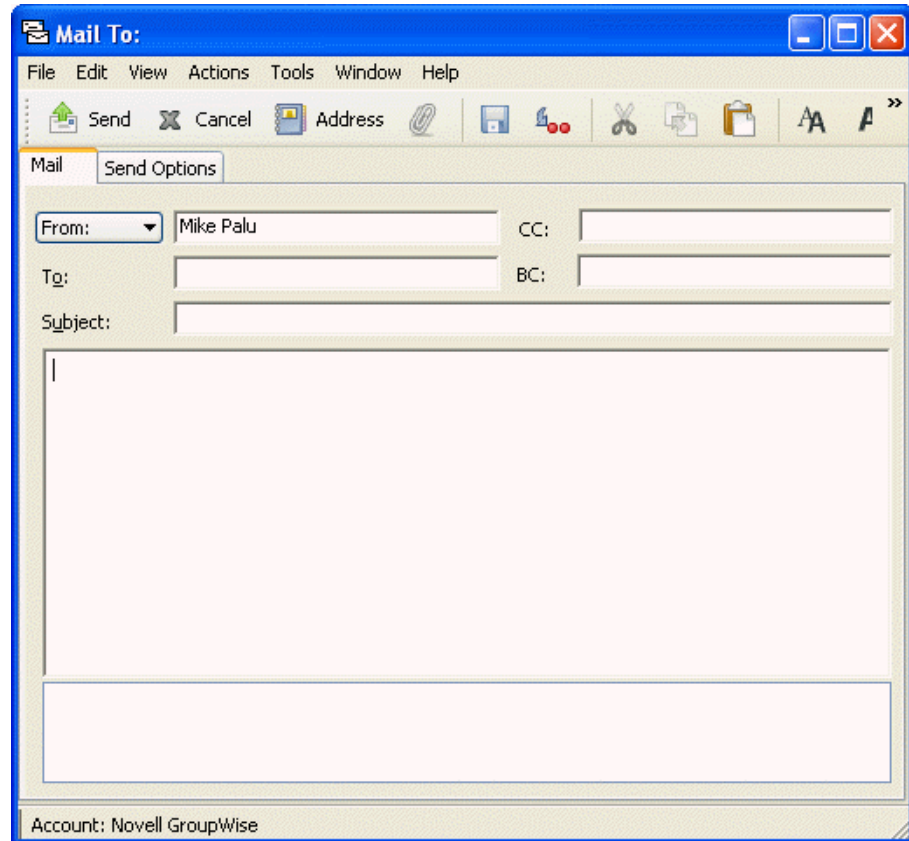 Mail To:
File Edit View Actions Tools Window Help
Send Cancel Address »
Mail Send Options
From: Mike Palu CC:
To: BC:
Subject:
Account: Novell GroupWise